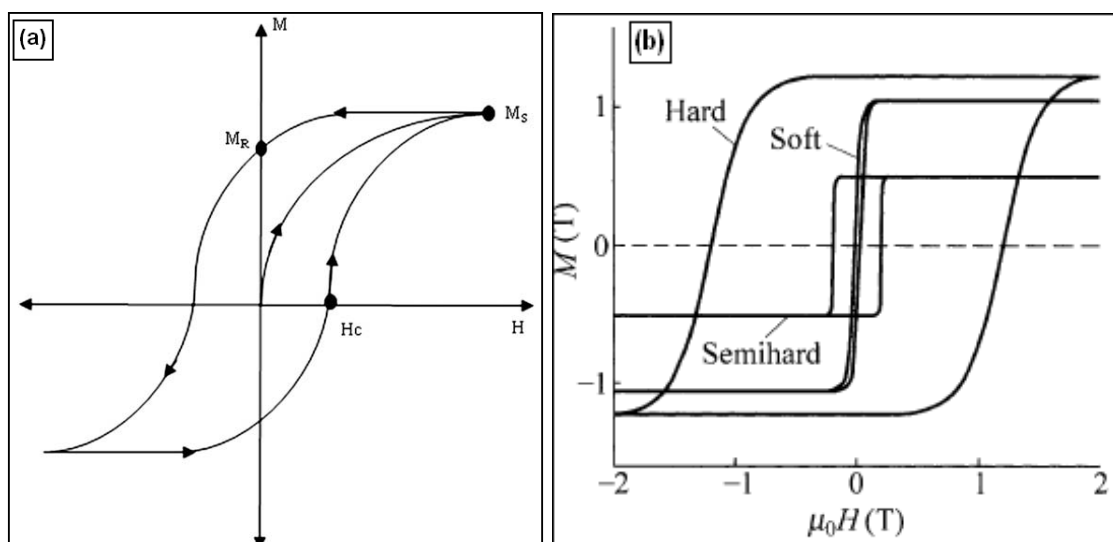 (a)
M
M_S
M_R
Hc
H
(b)
1
0
−1
M (T)
Hard
Soft
Semihard
−2
−1
0
1
2
μ₀H (T)